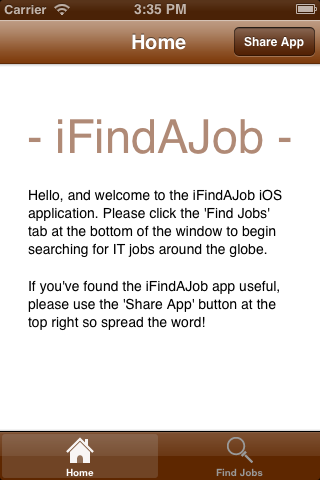 Carrier 3:35 PM
Home Share App
- iFindAJob -
Hello, and welcome to the iFindAJob iOS
application. Please click the 'Find Jobs'
tab at the bottom of the window to begin
searching for IT jobs around the globe.
If you've found the iFindAJob app useful,
please use the 'Share App' button at the
top right so spread the word!
Home Find Jobs